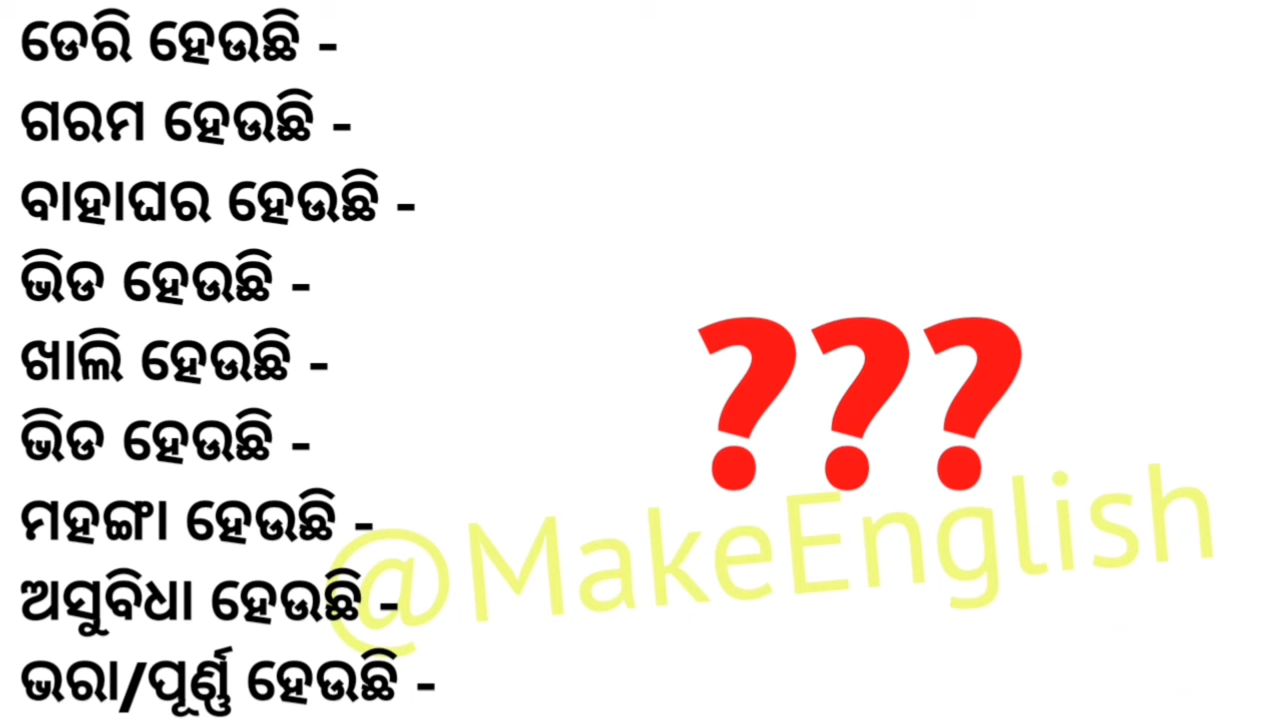 ଡେରି ହେଉଛି -
ଗରମ ହେଉଛି -
ବାହାଘର ହେଉଛି -
ଭିଡ ହେଉଛି -
ଖାଲି ହେଉଛି -
ଭିଡ ହେଉଛି -
ମହଙ୍ଗା ହେଉଛି -
ଅସୁବିଧା ହେଉଛି -
ଭରା/ପୂର୍ଣ୍ଣ ହେଉଛି -
???
@MakeEnglish